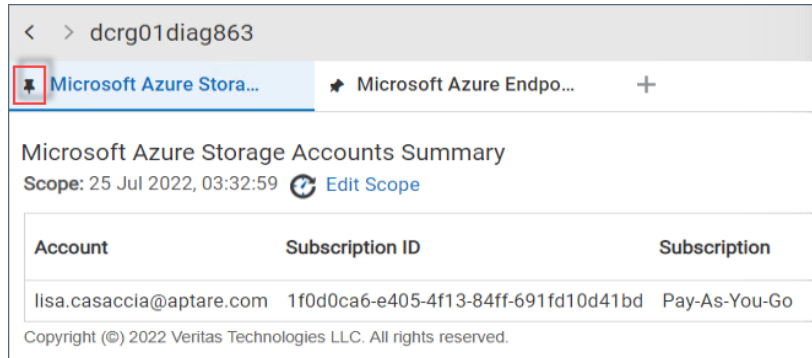 dcrg01diag863
Microsoft Azure Stora... Microsoft Azure Endpo...
Microsoft Azure Storage Accounts Summary
Scope: 25 Jul 2022, 03:32:59 Edit Scope
Account Subscription ID Subscription
lisa.casaccia@aptare.com 1f0d0ca6-e405-4f13-84ff-691fd10d41bd Pay-As-You-Go
Copyright (©) 2022 Veritas Technologies LLC. All rights reserved.